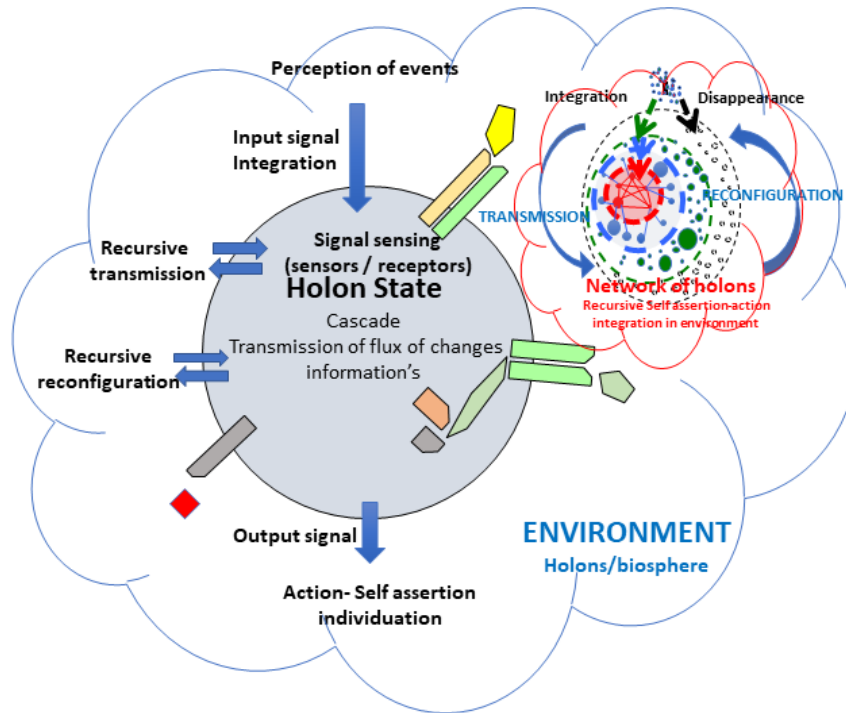 Perception of events
Input signal
Integration
Recursive
transmission
Signal sensing
(sensors / receptors)
Holon State
Cascade
Transmission of flux of changes
information's
Recursive
reconfiguration
Output signal
Action- Self assertion
individuation
Integration
Disappearance
TRANSMISSION
RECONFIGURATION
Network of holons
Recursive Self assertion-action
integration in environment
ENVIRONMENT
Holons/biosphere